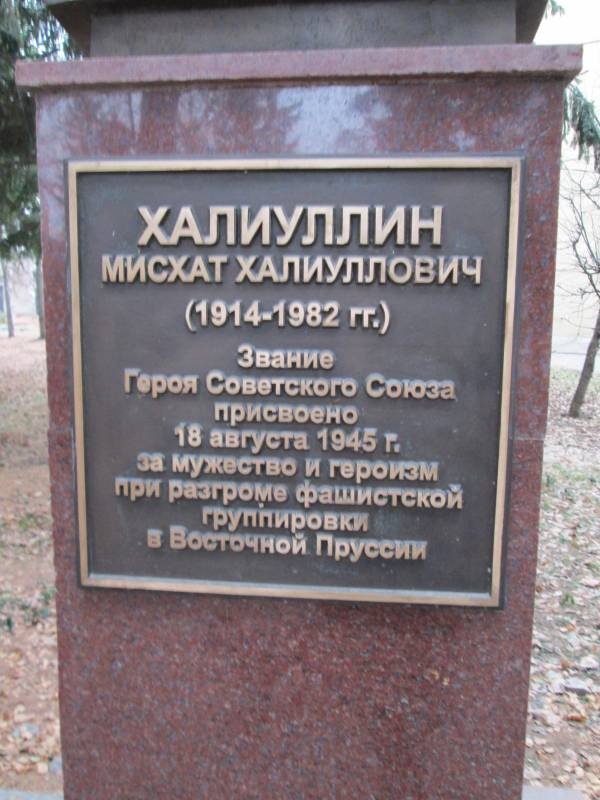 ХАЛИУЛЛИН
МИСХАТ ХАЛИУЛЛОВИЧ
(1914-1982 гг.)
Звание
Героя Советского Союза
присвоено
18 августа 1945 г.
за мужество и героизм
при разгроме фашистской
группировки
в Восточной Пруссии